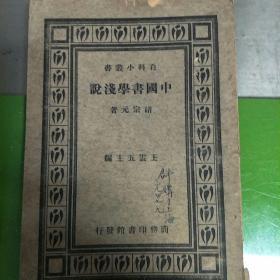 百科小叢書
中國書學淺說
諸宗元著
王雲五主編
商務印書館發行